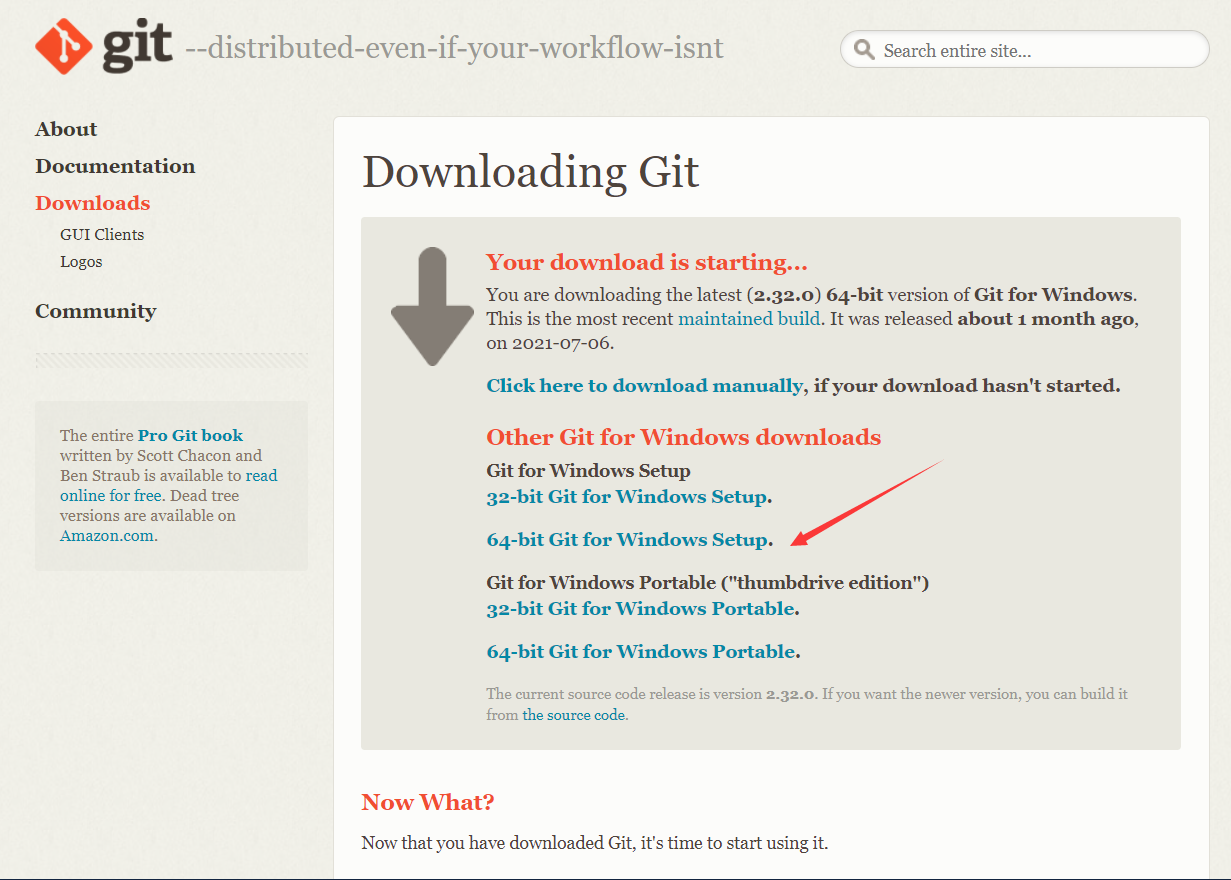 git --distributed-even-if-your-workflow-isnt
Search entire site...
About
Documentation
Downloads
GUI Clients
Logos
Community
The entire Pro Git book
written by Scott Chacon and
Ben Straub is available to read
online for free. Dead tree
versions are available on
Amazon.com.
Downloading Git
Your download is starting...
You are downloading the latest (2.32.0) 64-bit version of Git for Windows.
This is the most recent maintained build. It was released about 1 month ago,
on 2021-07-06.
Click here to download manually, if your download hasn't started.
Other Git for Windows downloads
Git for Windows Setup
32-bit Git for Windows Setup.
64-bit Git for Windows Setup.
Git for Windows Portable ("thumbdrive edition")
32-bit Git for Windows Portable.
64-bit Git for Windows Portable.
The current source code release is version 2.32.0. If you want the newer version, you can build it
from the source code.
Now What?
Now that you have downloaded Git, it's time to start using it.